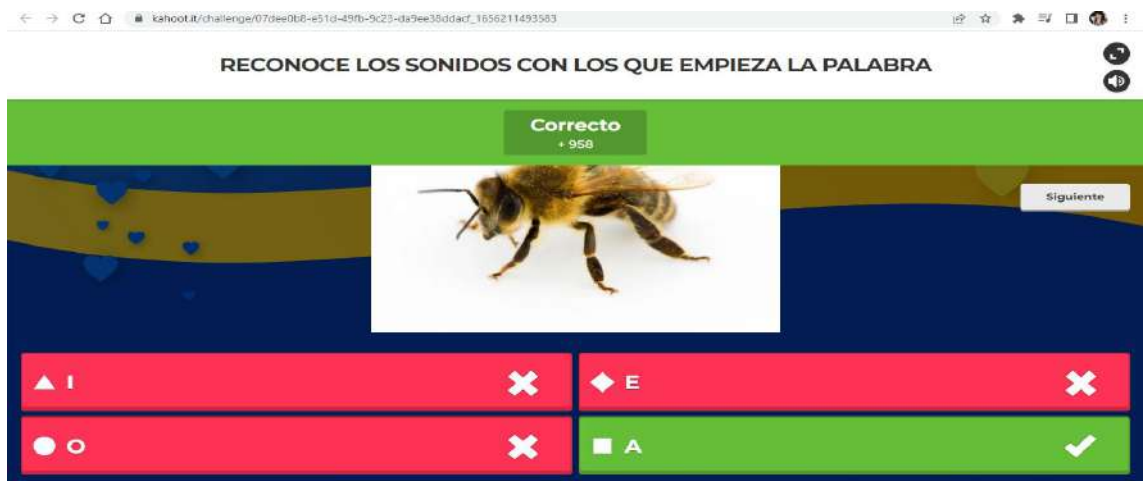 kahoot.it/challenge/07dee0b8-e51d-49fb-9c23-da9ee38ddacf_1656211493583
RECONOCE LOS SONIDOS CON LOS QUE EMPIEZA LA PALABRA
Correcto
+ 958
Siguiente
I
E
O
A